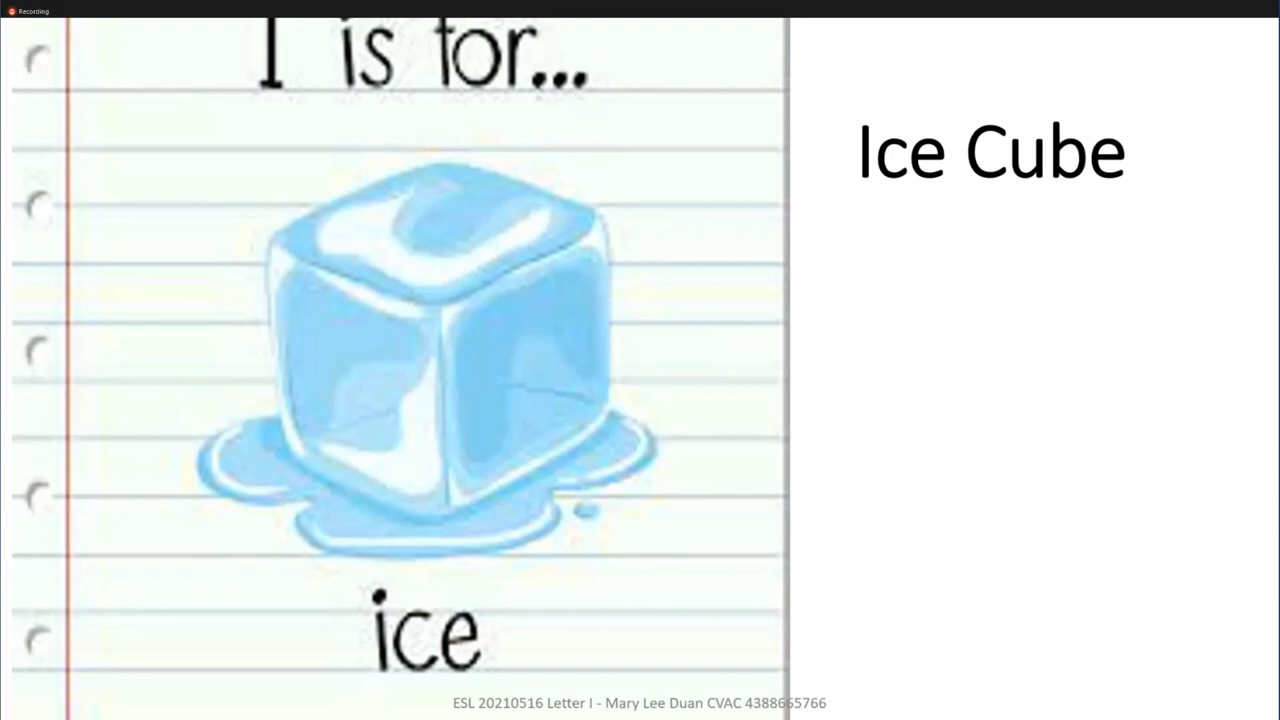 Recording
I is for...
Ice Cube
ice
ESL 20210516 Letter I - Mary Lee Duan CVAC 4388665766